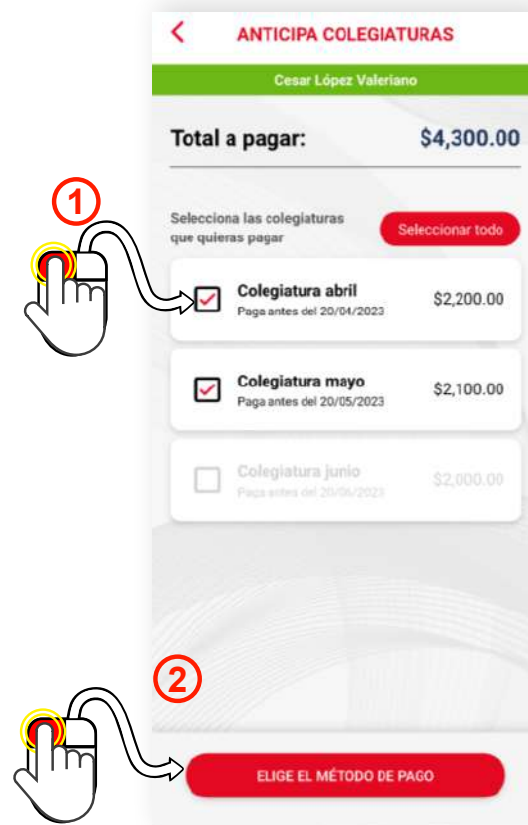 ANTICIPA COLEGIATURAS
Cesar López Valeriano
Total a pagar: $4,300.00
1
Selecciona las colegiaturas
que quieras pagar
Seleccionar todo
Colegiatura abril
$2,200.00
Paga antes del 20/04/2023
Colegiatura mayo
$2,100.00
Paga antes del 20/05/2023
Colegiatura junio
$2,000.00
Paga antes del 20/06/2023
2
ELIGE EL MÉTODO DE PAGO